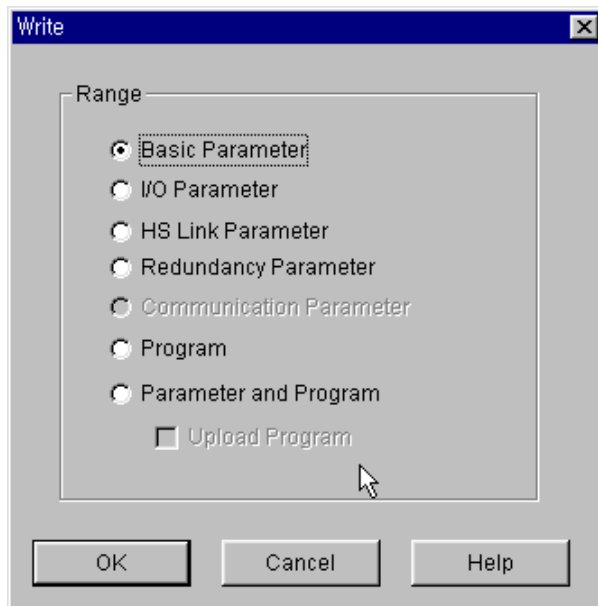 Write
Range
Basic Parameter
I/O Parameter
HS Link Parameter
Redundancy Parameter
Communication Parameter
Program
Parameter and Program
Upload Program
OK Cancel Help